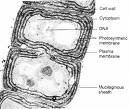 Cell wall
Cytoplasm
DNA
Photosynthetic
membrane
Plasma
membrane
Mucilaginous
sheath